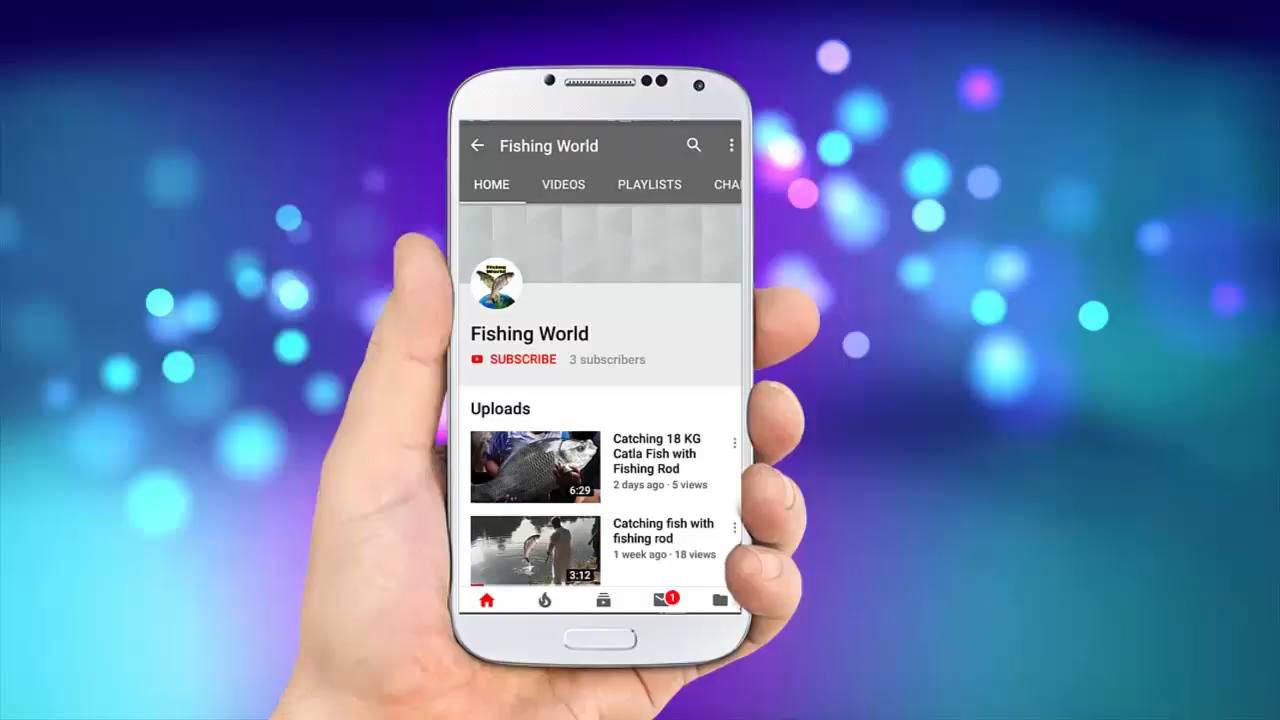 Fishing World
HOME VIDEOS PLAYLISTS CHA
Fishing
World
Fishing World
SUBSCRIBE 3 subscribers
Uploads
Catching 18 KG
Catla Fish with
Fishing Rod
2 days ago · 5 views
6:29
Catching fish with
fishing rod
1 week ago · 18 views
3:12
1